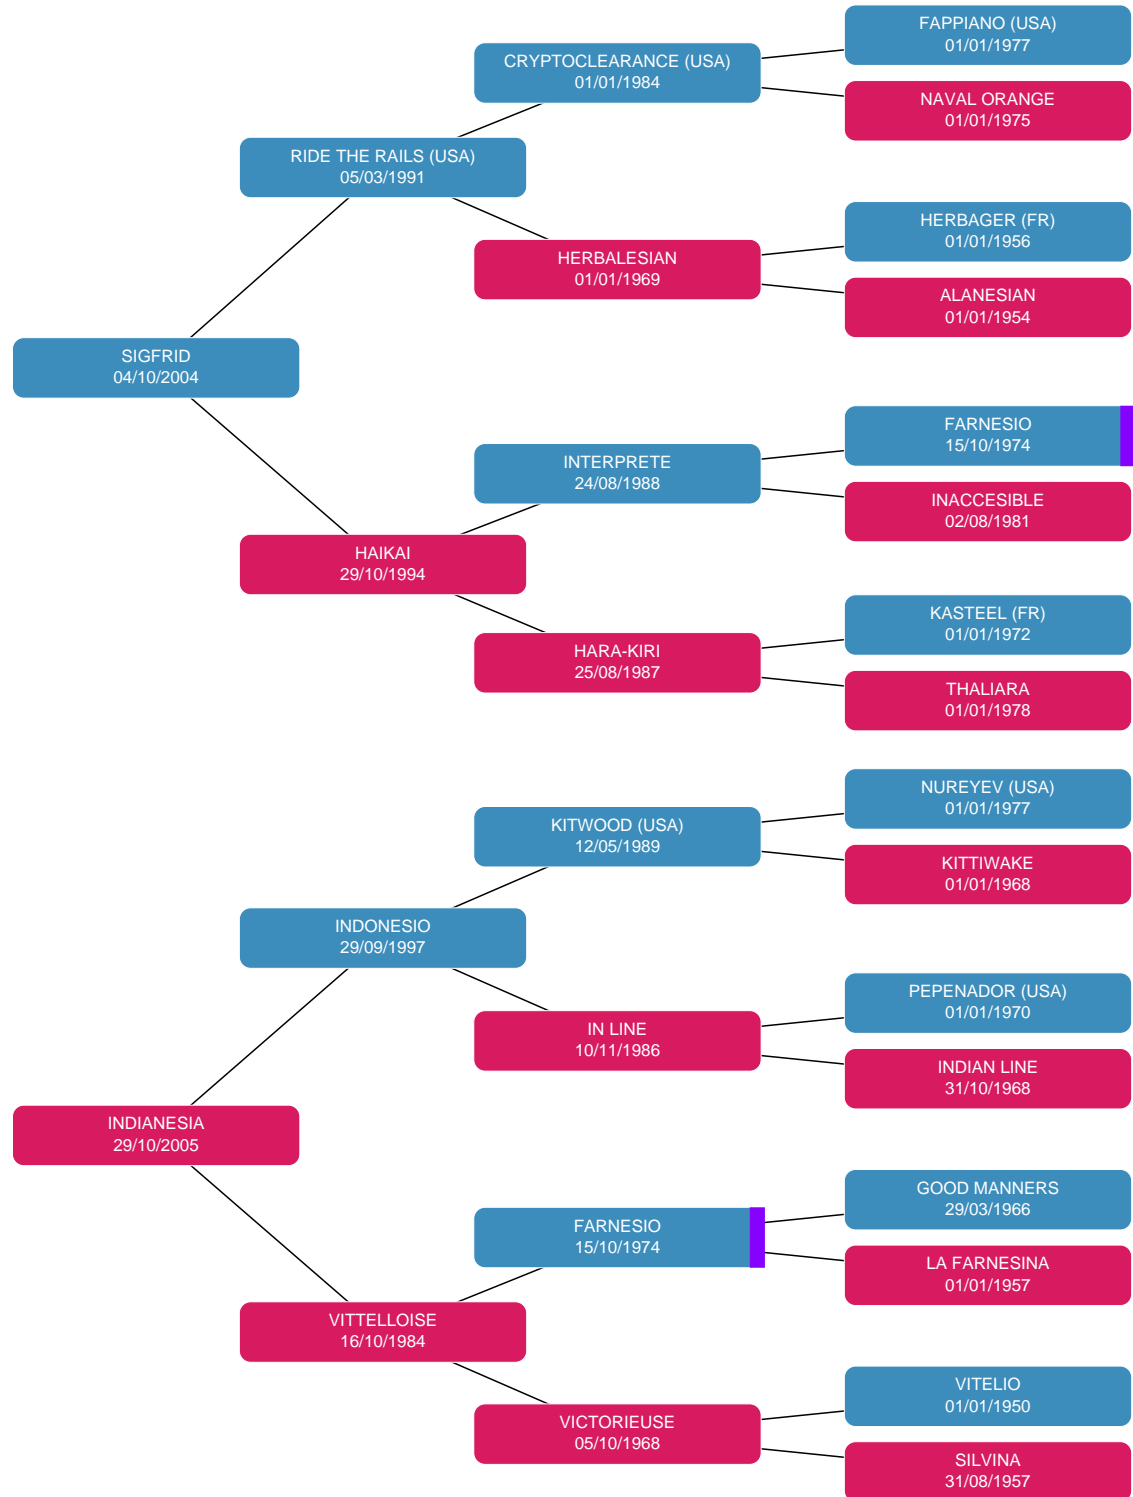 FAPPIANO (USA)
01/01/1977
CRYPTOCLEARANCE (USA)
01/01/1984
NAVAL ORANGE
01/01/1975
RIDE THE RAILS (USA)
05/03/1991
HERBAGER (FR)
01/01/1956
HERBALESIAN
01/01/1969
ALANESIAN
01/01/1954
SIGFRID
04/10/2004
FARNESIO
15/10/1974
INTERPRETE
24/08/1988
INACCESIBLE
02/08/1981
HAIKAI
29/10/1994
KASTEEL (FR)
01/01/1972
HARA-KIRI
25/08/1987
THALIARA
01/01/1978
NUREYEV (USA)
01/01/1977
KITWOOD (USA)
12/05/1989
KITTIWAKE
01/01/1968
INDONESIO
29/09/1997
PEPENADOR (USA)
01/01/1970
IN LINE
10/11/1986
INDIAN LINE
31/10/1968
INDIANESIA
29/10/2005
GOOD MANNERS
29/03/1966
FARNESIO
15/10/1974
LA FARNESINA
01/01/1957
VITTELLOISE
16/10/1984
VITELIO
01/01/1950
VICTORIEUSE
05/10/1968
SILVINA
31/08/1957